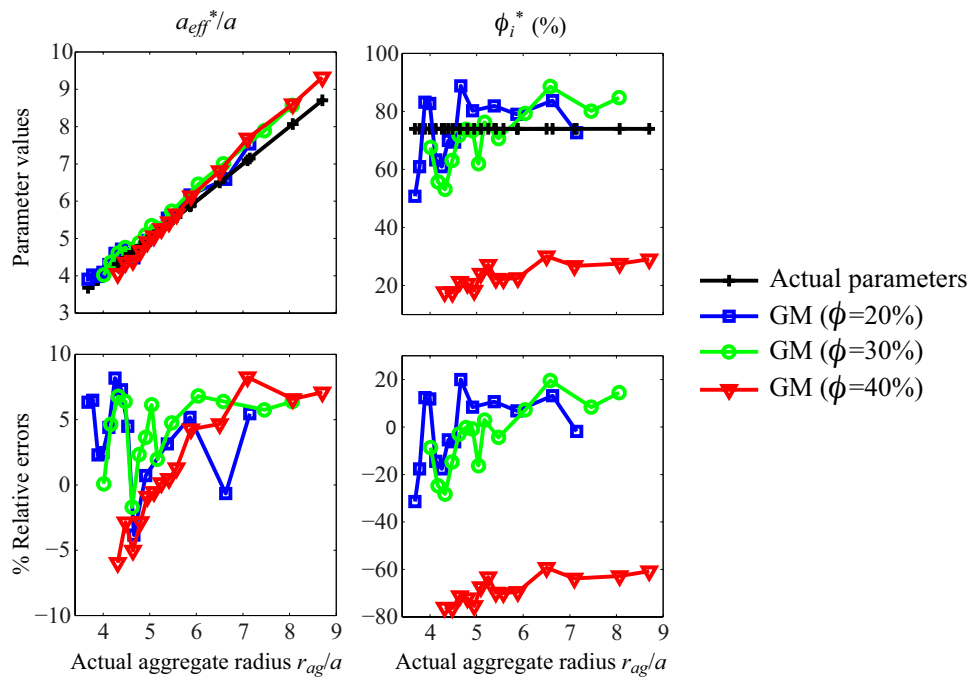 a_eff*/a
ϕ_i* (%)
Parameter values
10
9
8
7
6
5
4
3
100
80
60
40
20
Actual parameters
GM (ϕ=20%)
GM (ϕ=30%)
GM (ϕ=40%)
% Relative errors
10
5
0
−5
−10
20
0
−20
−40
−60
−80
4 5 6 7 8 9
4 5 6 7 8 9
Actual aggregate radius r_ag/a
Actual aggregate radius r_ag/a